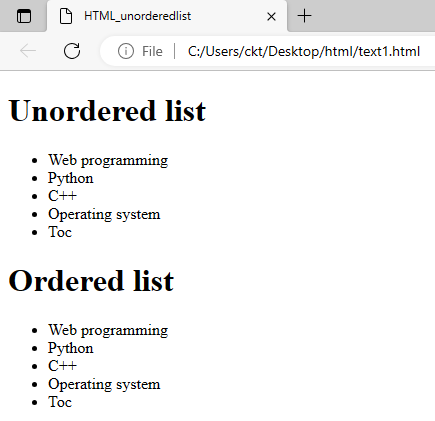 HTML_unorderedlist
File C:/Users/ckt/Desktop/html/text1.html
Unordered list
Web programming
Python
C++
Operating system
Toc
Ordered list
Web programming
Python
C++
Operating system
Toc